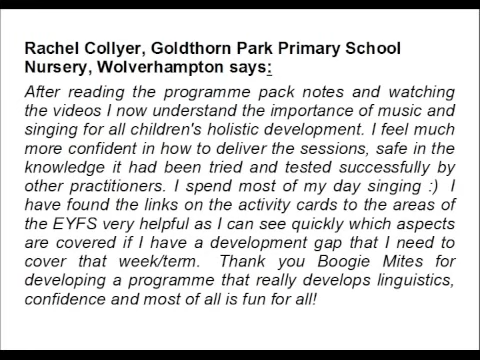 Rachel Collyer, Goldthorn Park Primary School
Nursery, Wolverhampton says:
After reading the programme pack notes and watching
the videos I now understand the importance of music and
singing for all children's holistic development. I feel much
more confident in how to deliver the sessions, safe in the
knowledge it had been tried and tested successfully by
other practitioners. I spend most of my day singing :) I
have found the links on the activity cards to the areas of
the EYFS very helpful as I can see quickly which aspects
are covered if I have a development gap that I need to
cover that week/term. Thank you Boogie Mites for
developing a programme that really develops linguistics,
confidence and most of all is fun for all!